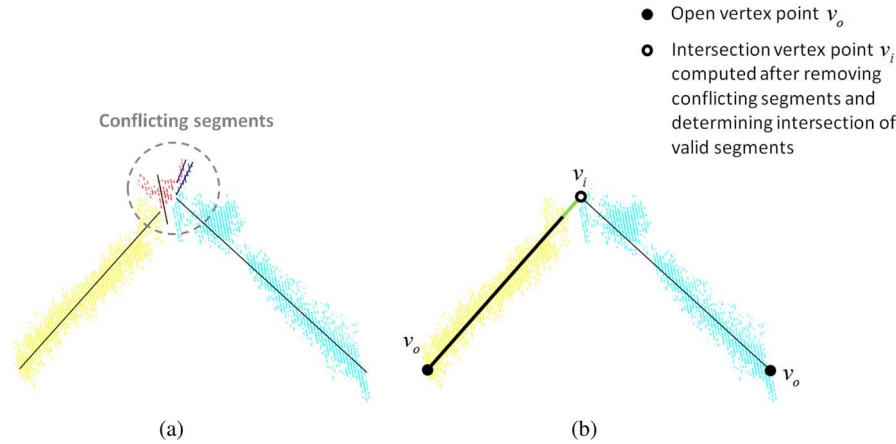 Open vertex point v_o
Intersection vertex point v_i
computed after removing
conflicting segments and
determining intersection of
valid segments
Conflicting segments
v_i
v_o
v_o
(a)
(b)